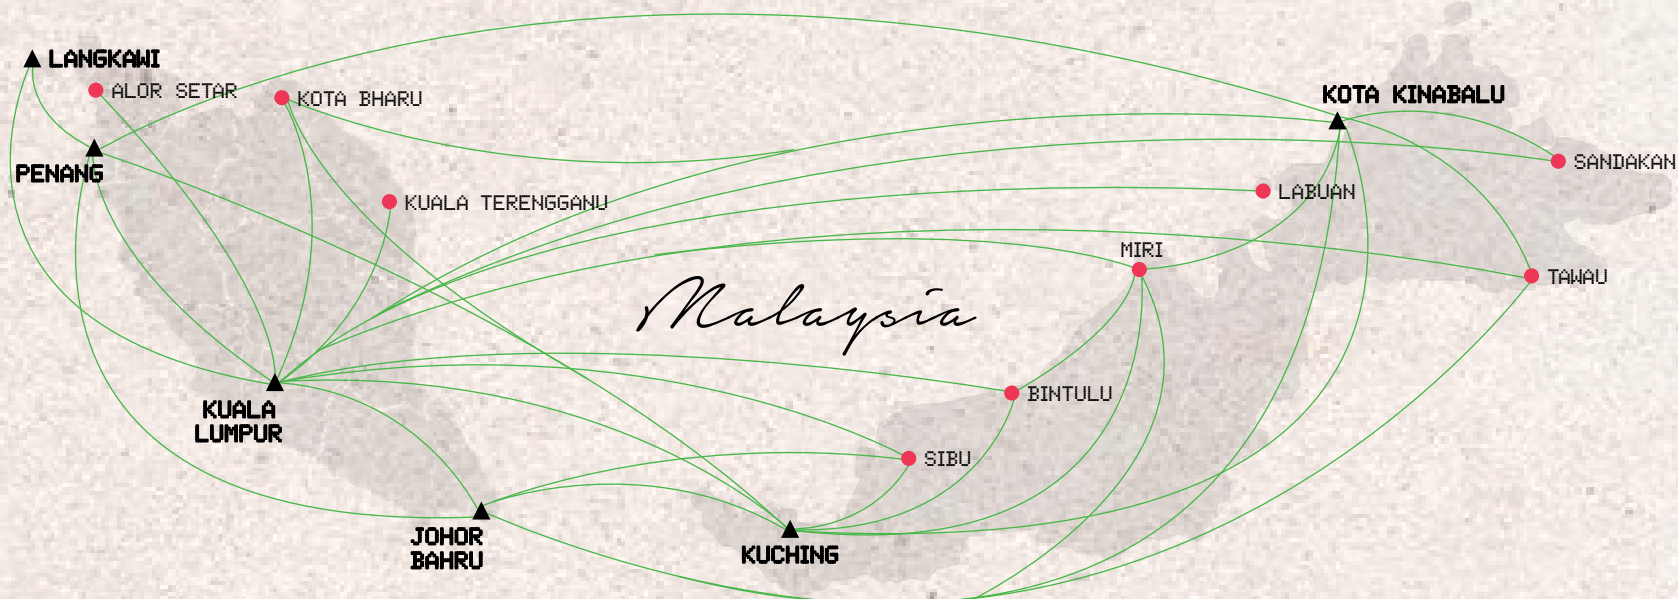 LANGKAWI
ALOR SETAR
KOTA BHARU
KOTA KINABALU
PENANG
SANDAKAN
KUALA TERENGGANU
LABUAN
MIRI
TAWAU
Malaysia
KUALA
LUMPUR
BINTULU
SIBU
JOHOR
BAHRU
KUCHING